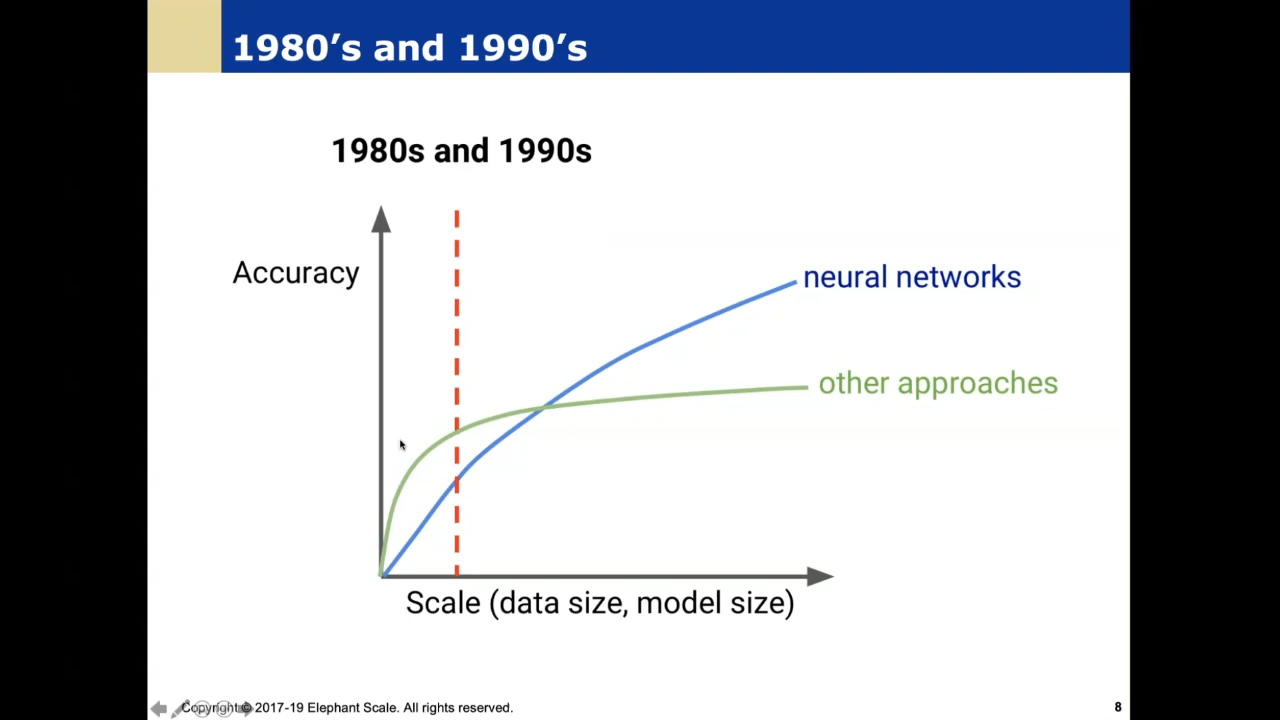 1980’s and 1990’s
1980s and 1990s
Accuracy
neural networks
other approaches
Scale (data size, model size)
Copyright © 2017-19 Elephant Scale. All rights reserved.
8